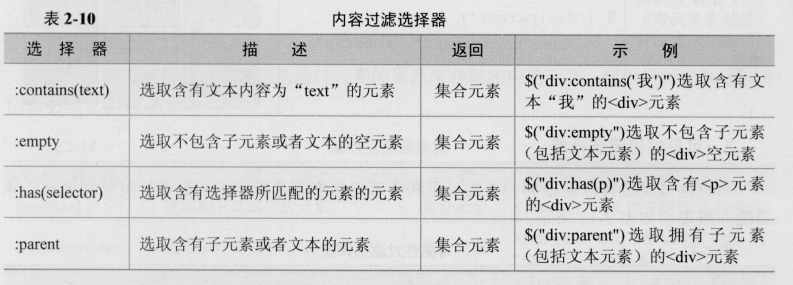 表 2-10 内容过滤选择器
选 择 器 描 述 返回 示 例
:contains(text) 选取含有文本内容为“text”的元素 集合元素 $("div:contains('我')")选取含有文
本“我”的<div>元素
:empty 选取不包含子元素或者文本的空元素 集合元素 $("div:empty")选取不包含子元素
（包括文本元素）的<div>空元素
:has(selector) 选取含有选择器所匹配的元素的元素 集合元素 $("div:has(p)")选取含有<p>元素
的<div>元素
:parent 选取含有子元素或者文本的元素 集合元素 $("div:parent")选取拥有子元素
（包括文本元素）的<div>元素